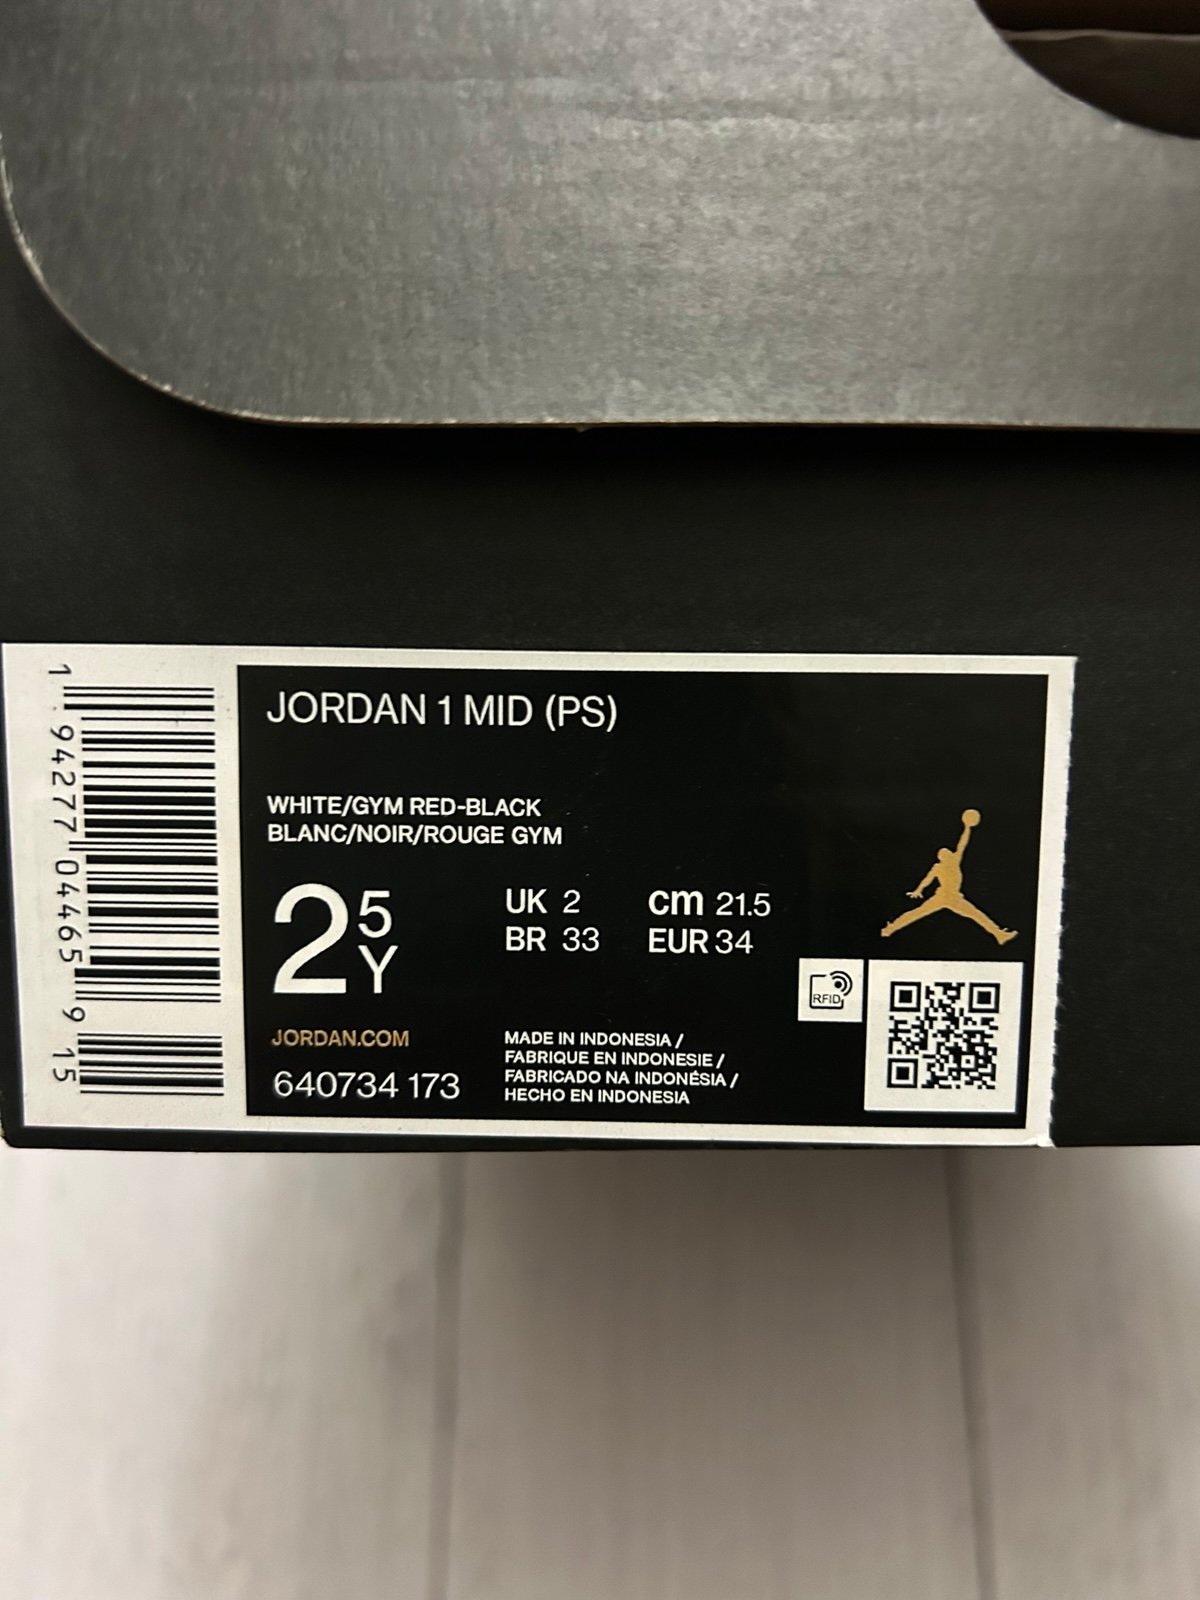 JORDAN 1 MID (PS)
WHITE/GYM RED-BLACK
BLANC/NOIR/ROUGE GYM
2 5 Y
UK 2 cm 21.5
BR 33 EUR 34
RFID
JORDAN.COM
640734 173
MADE IN INDONESIA /
FABRIQUE EN INDONESIE /
FABRICADO NA INDONÉSIA /
HECHO EN INDONESIA
1 94277 04465 9 15